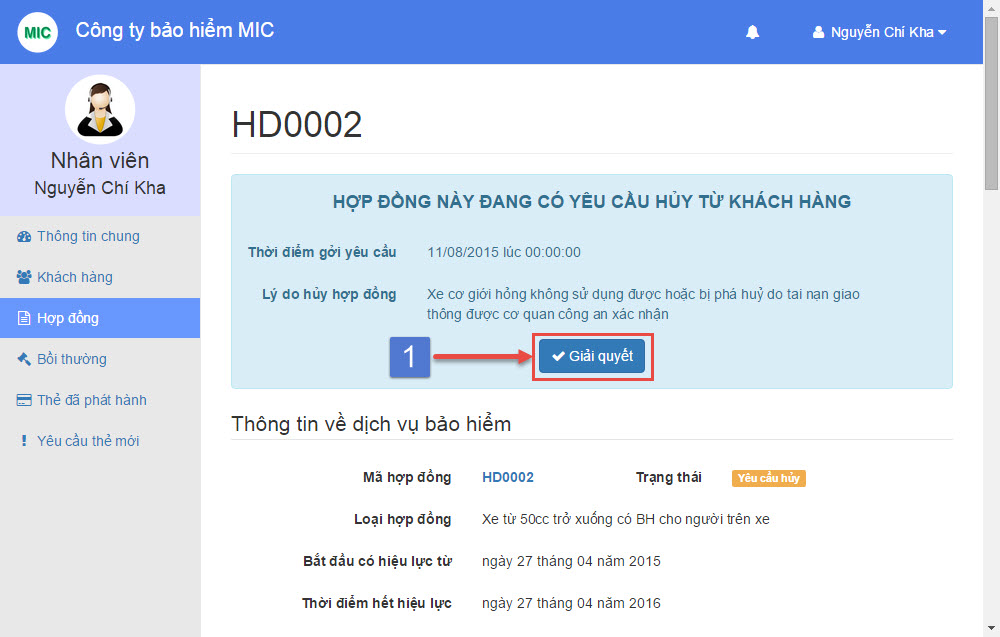 MIC Công ty bảo hiểm MIC Nguyễn Chí Kha
Nhân viên
Nguyễn Chí Kha
Thông tin chung
Khách hàng
Hợp đồng
Bồi thường
Thẻ đã phát hành
Yêu cầu thẻ mới
HD0002
HỢP ĐỒNG NÀY ĐANG CÓ YÊU CẦU HỦY TỪ KHÁCH HÀNG
Thời điểm gởi yêu cầu 11/08/2015 lúc 00:00:00
Lý do hủy hợp đồng Xe cơ giới hỏng không sử dụng được hoặc bị phá huỷ do tai nạn giao
thông được cơ quan công an xác nhận
1 Giải quyết
Thông tin về dịch vụ bảo hiểm
Mã hợp đồng HD0002 Trạng thái Yêu cầu hủy
Loại hợp đồng Xe từ 50cc trở xuống có BH cho người trên xe
Bắt đầu có hiệu lực từ ngày 27 tháng 04 năm 2015
Thời điểm hết hiệu lực ngày 27 tháng 04 năm 2016